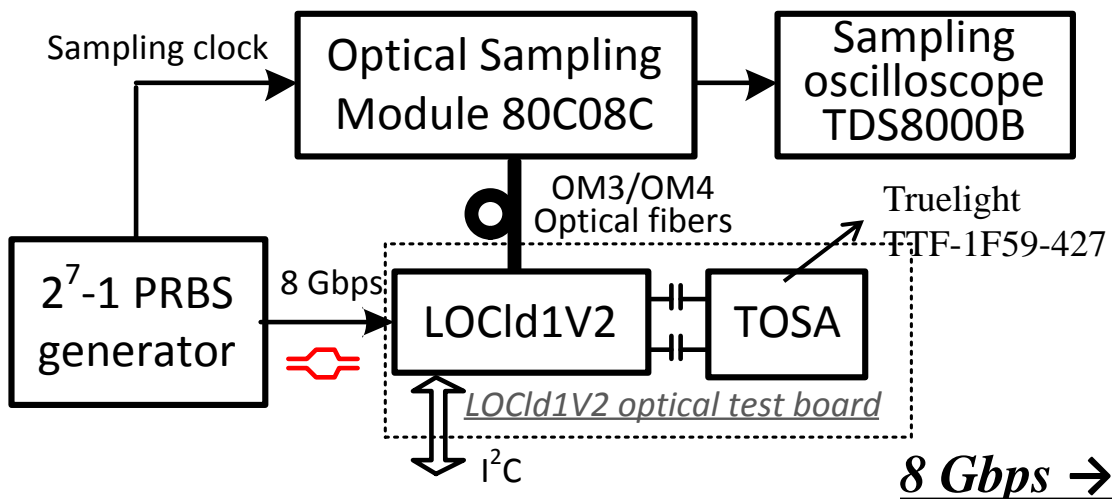 Sampling clock
Optical Sampling
Module 80C08C
Sampling
oscilloscope
TDS8000B
OM3/OM4
Optical fibers
Truelight
TTF-1F59-427
2⁷-1 PRBS
generator
8 Gbps
LOCld1V2
TOSA
LOCld1V2 optical test board
I²C
8 Gbps →